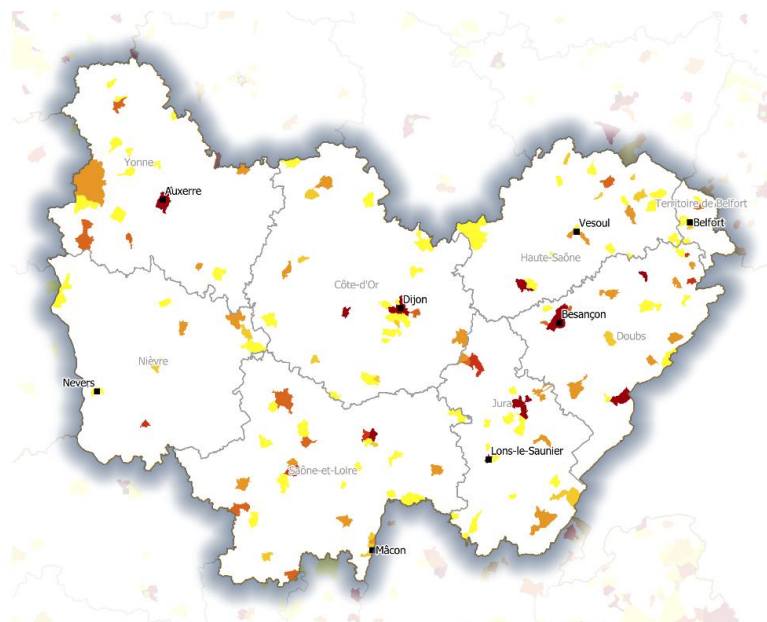 Yonne
Auxerre
Territoire de Belfort
Belfort
Vesoul
Haute-Saône
Côte-d'Or
Dijon
Besançon
Doubs
Nièvre
Nevers
Jura
Lons-le-Saunier
Saône-et-Loire
Mâcon